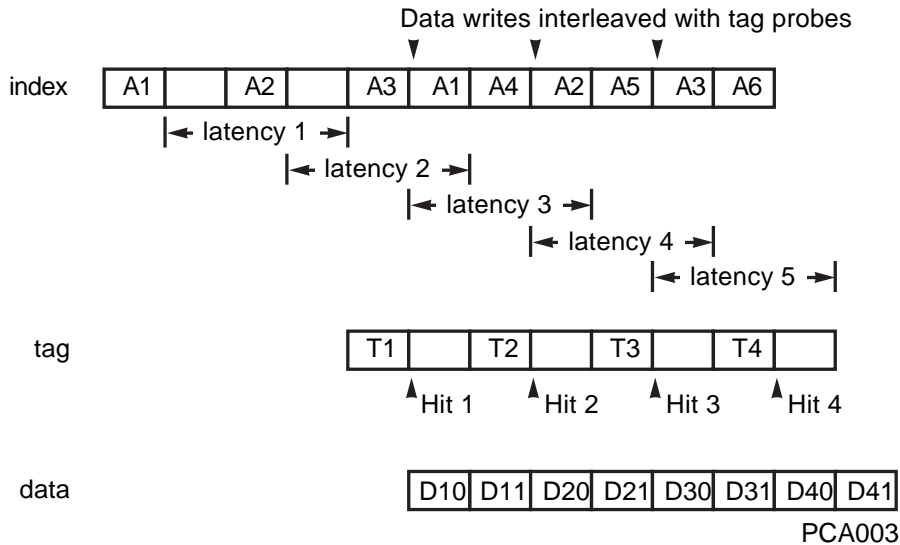 Data writes interleaved with tag probes
index A1 A2 A3 A1 A4 A2 A5 A3 A6
latency 1
latency 2
latency 3
latency 4
latency 5
tag T1 T2 T3 T4
Hit 1 Hit 2 Hit 3 Hit 4
data D10 D11 D20 D21 D30 D31 D40 D41
PCA003